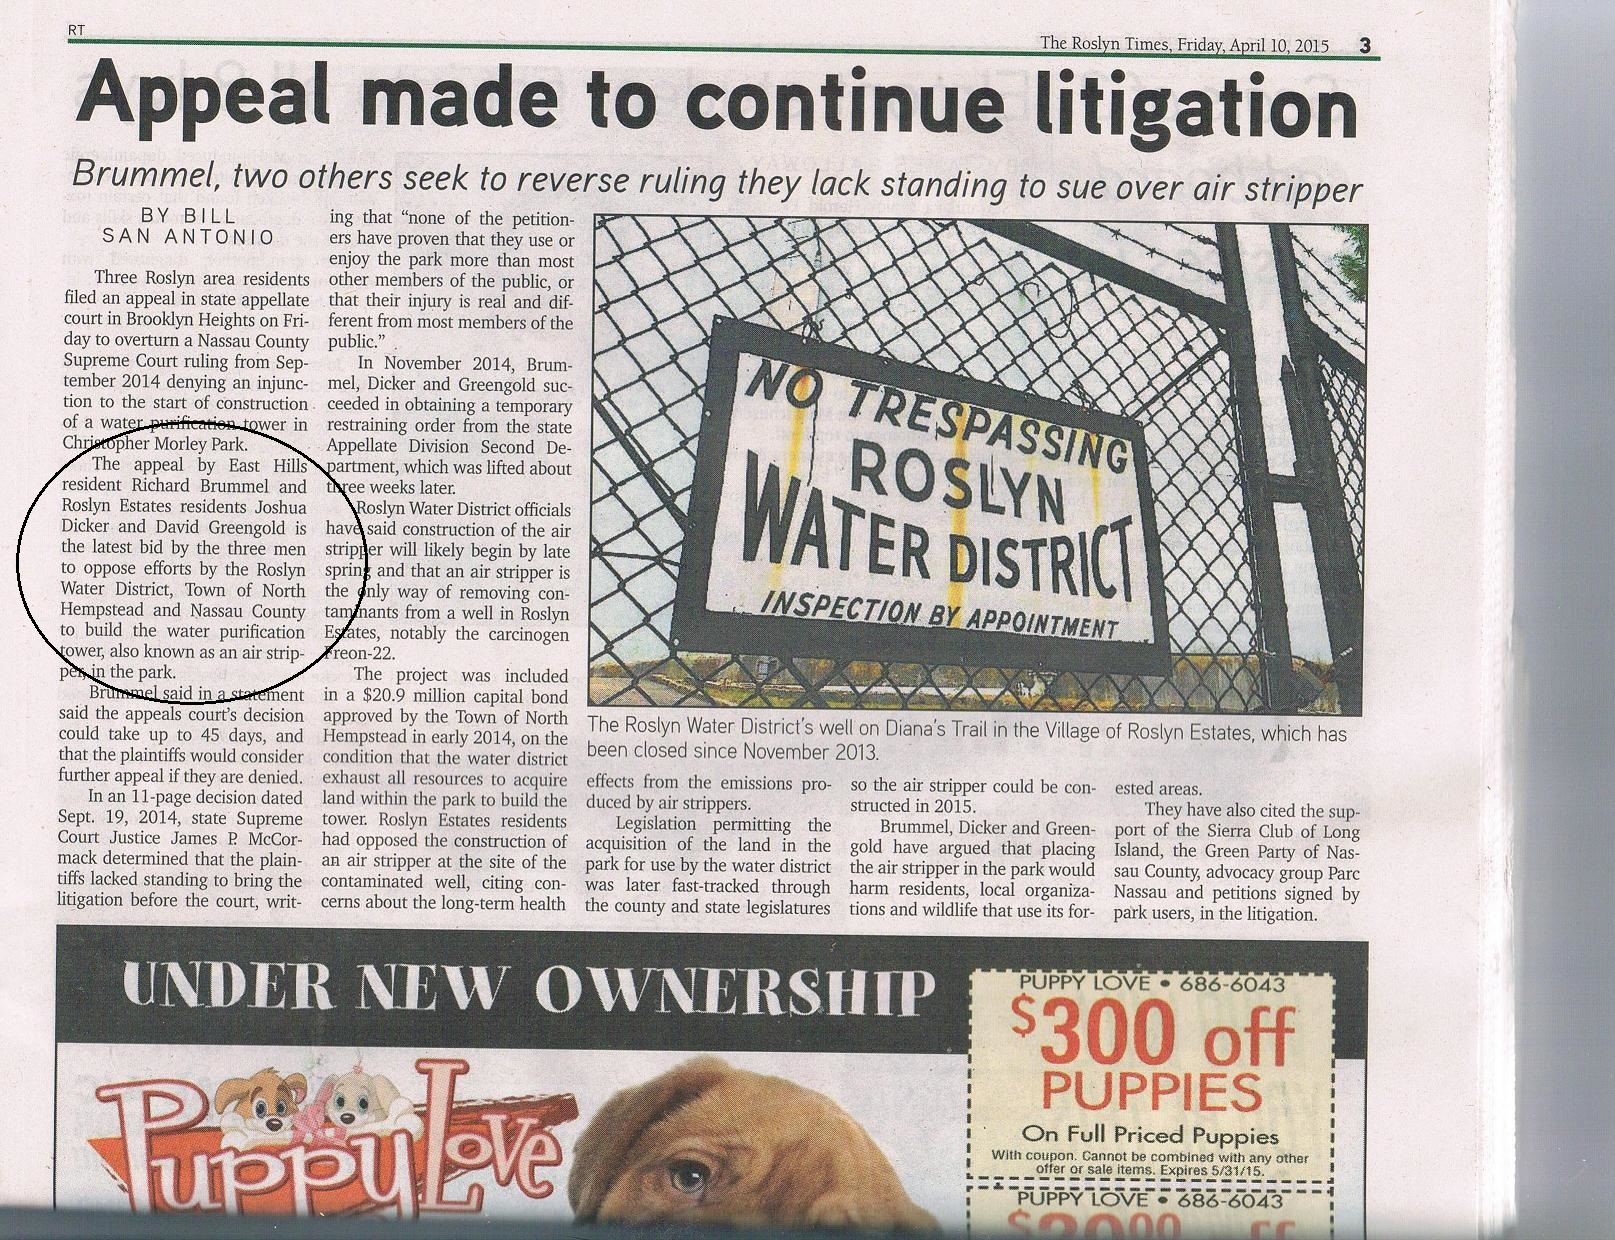 RT
The Roslyn Times, Friday, April 10, 2015 3
Appeal made to continue litigation
Brummel, two others seek to reverse ruling they lack standing to sue over air stripper
BY BILL
SAN ANTONIO
Three Roslyn area residents
filed an appeal in state appellate
court in Brooklyn Heights on Fri-
day to overturn a Nassau County
Supreme Court ruling from Sep-
tember 2014 denying an injunc-
tion to the start of construction
of a water purification tower in
Christopher Morley Park.
The appeal by East Hills
resident Richard Brummel and
Roslyn Estates residents Joshua
Dicker and David Greengold is
the latest bid by the three men
to oppose efforts by the Roslyn
Water District, Town of North
Hempstead and Nassau County
to build the water purification
tower, also known as an air strip-
per, in the park.
Brummel said in a statement
said the appeals court's decision
could take up to 45 days, and
that the plaintiffs would consider
further appeal if they are denied.
In an 11-page decision dated
Sept. 19, 2014, state Supreme
Court Justice James P. McCor-
mack determined that the plain-
tiffs lacked standing to bring the
litigation before the court, writ-
ing that “none of the petition-
ers have proven that they use or
enjoy the park more than most
other members of the public, or
that their injury is real and dif-
ferent from most members of the
public.”
In November 2014, Brum-
mel, Dicker and Greengold suc-
ceeded in obtaining a temporary
restraining order from the state
Appellate Division Second De-
partment, which was lifted about
three weeks later.
Roslyn Water District officials
have said construction of the air
stripper will likely begin by late
spring and that an air stripper is
the only way of removing con-
taminants from a well in Roslyn
Estates, notably the carcinogen
Freon-22.
The project was included
in a $20.9 million capital bond
approved by the Town of North
Hempstead in early 2014, on the
condition that the water district
exhaust all resources to acquire
land within the park to build the
tower. Roslyn Estates residents
had opposed the construction of
an air stripper at the site of the
contaminated well, citing con-
cerns about the long-term health
NO TRESPASSING
ROSLYN
WATER DISTRICT
INSPECTION BY APPOINTMENT
The Roslyn Water District's well on Diana's Trail in the Village of Roslyn Estates, which has
been closed since November 2013.
effects from the emissions pro-
duced by air strippers.
Legislation permitting the
acquisition of the land in the
park for use by the water district
was later fast-tracked through
the county and state legislatures
so the air stripper could be con-
structed in 2015.
Brummel, Dicker and Green-
gold have argued that placing
the air stripper in the park would
harm residents, local organiza-
tions and wildlife that use its for-
ested areas.
They have also cited the sup-
port of the Sierra Club of Long
Island, the Green Party of Nas-
sau County, advocacy group Parc
Nassau and petitions signed by
park users, in the litigation.
UNDER NEW OWNERSHIP
Puppy Love
PUPPY LOVE • 686-6043
$300 off
PUPPIES
On Full Priced Puppies
With coupon. Cannot be combined with any other
offer or sale items. Expires 5/31/15.
PUPPY LOVE • 686-6043